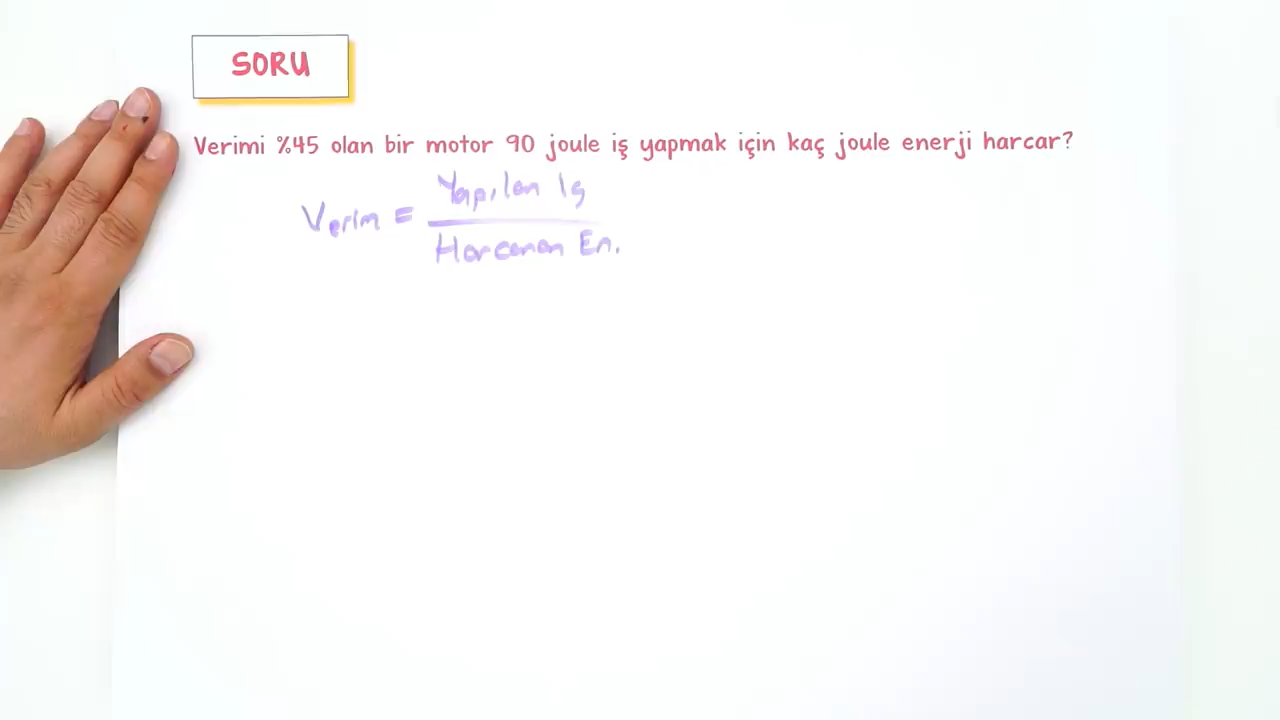 SORU
Verimi %45 olan bir motor 90 joule iş yapmak için kaç joule enerji harcar?
Verim = Yapılan İş
Harcanan En.